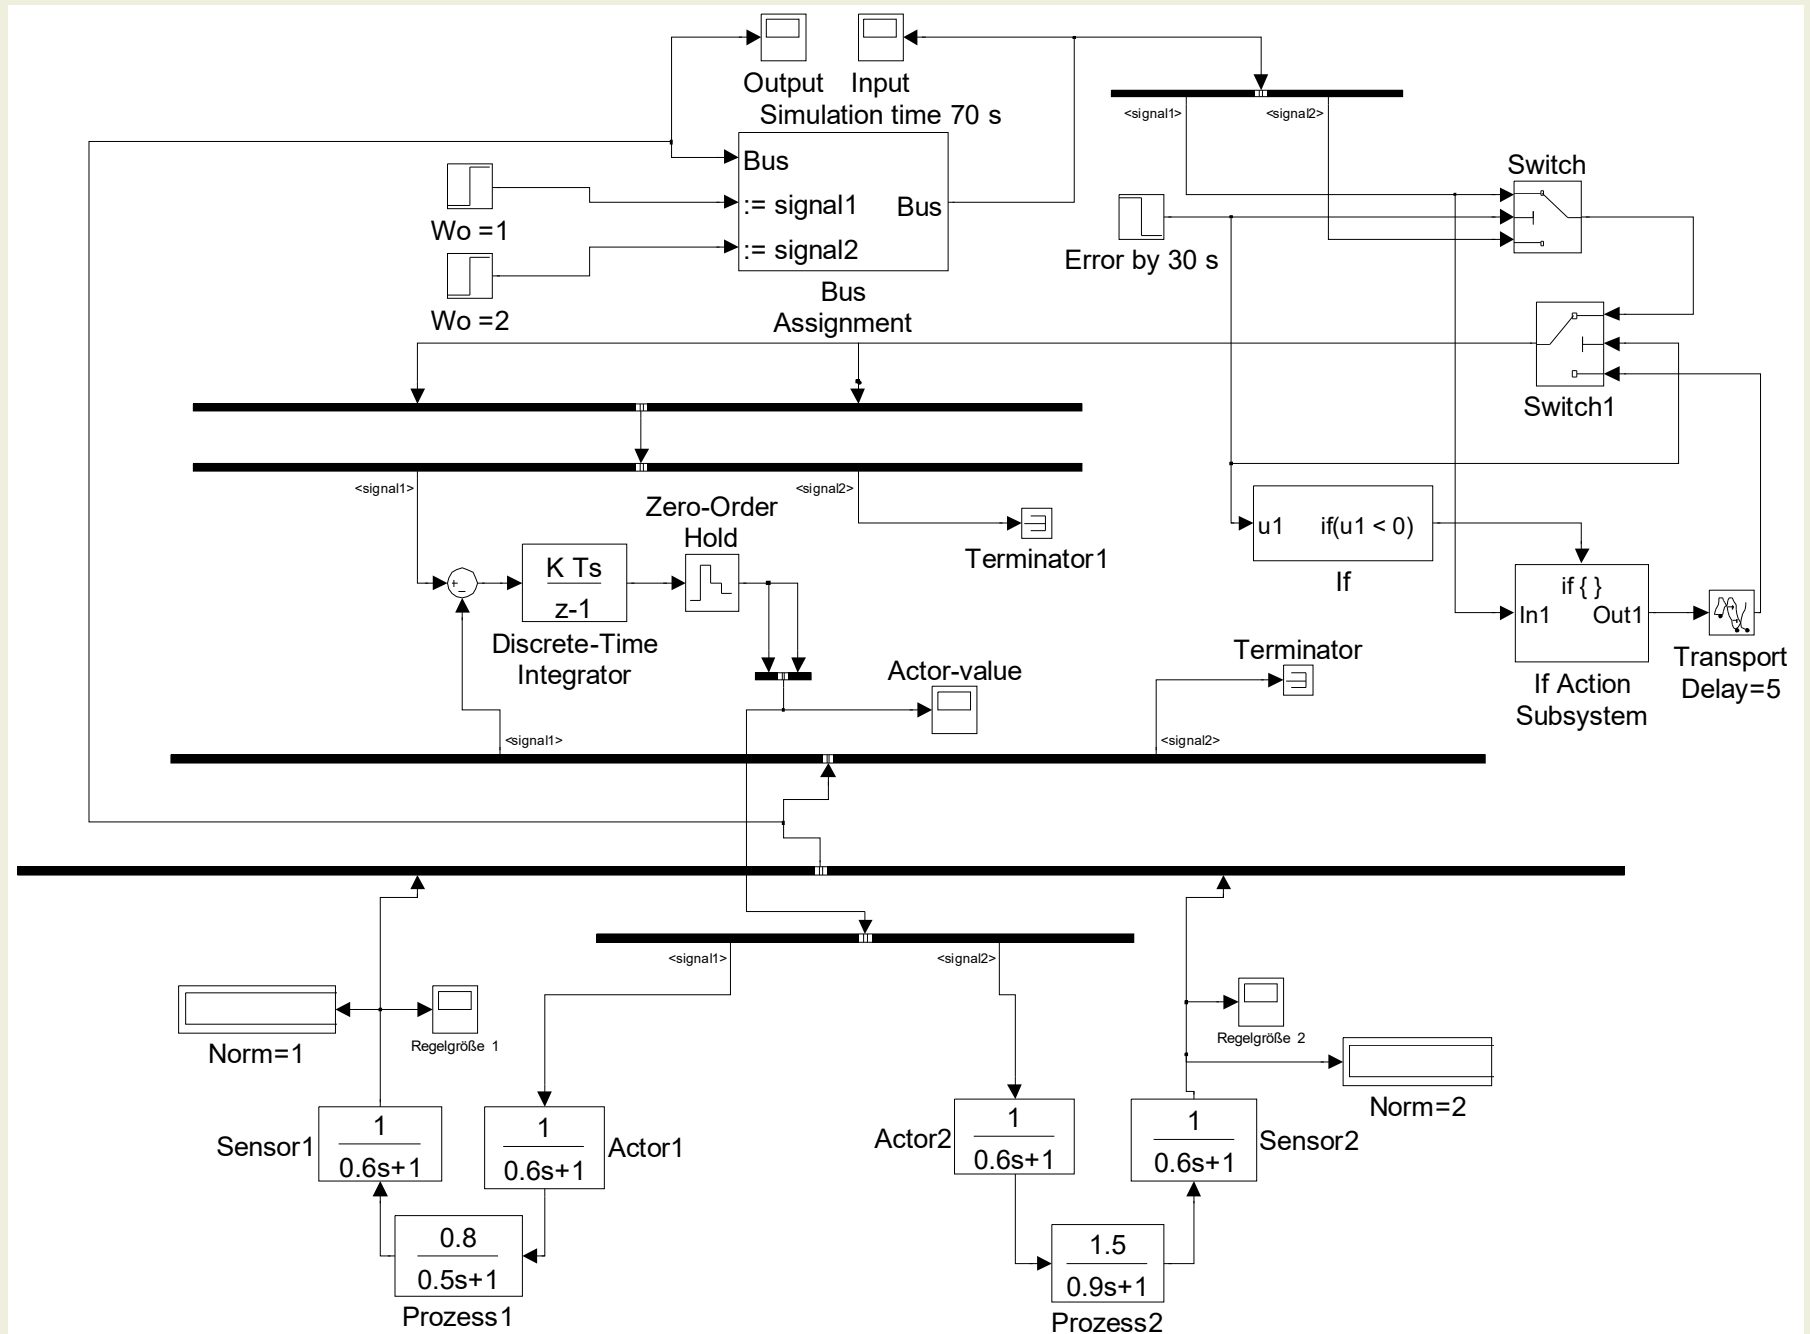 Output
Input
Simulation time 70 s
<signal1>
<signal2>
Bus
:= signal1
:= signal2
Bus
Bus
Assignment
Wo =1
Wo =2
Switch
Error by 30 s
Switch1
<signal1>
<signal2>
Zero-Order
Hold
Terminator1
u1
if(u1 < 0)
If
K Ts
z-1
Discrete-Time
Integrator
+
−
if { }
In1
Out1
If Action
Subsystem
Transport
Delay=5
Actor-value
Terminator
<signal1>
<signal2>
<signal1>
<signal2>
Norm=1
Regelgröße 1
Regelgröße 2
Norm=2
Sensor1
1
0.6s+1
1
0.6s+1
Actor1
Actor2
1
0.6s+1
1
0.6s+1
Sensor2
0.8
0.5s+1
Prozess1
1.5
0.9s+1
Prozess2